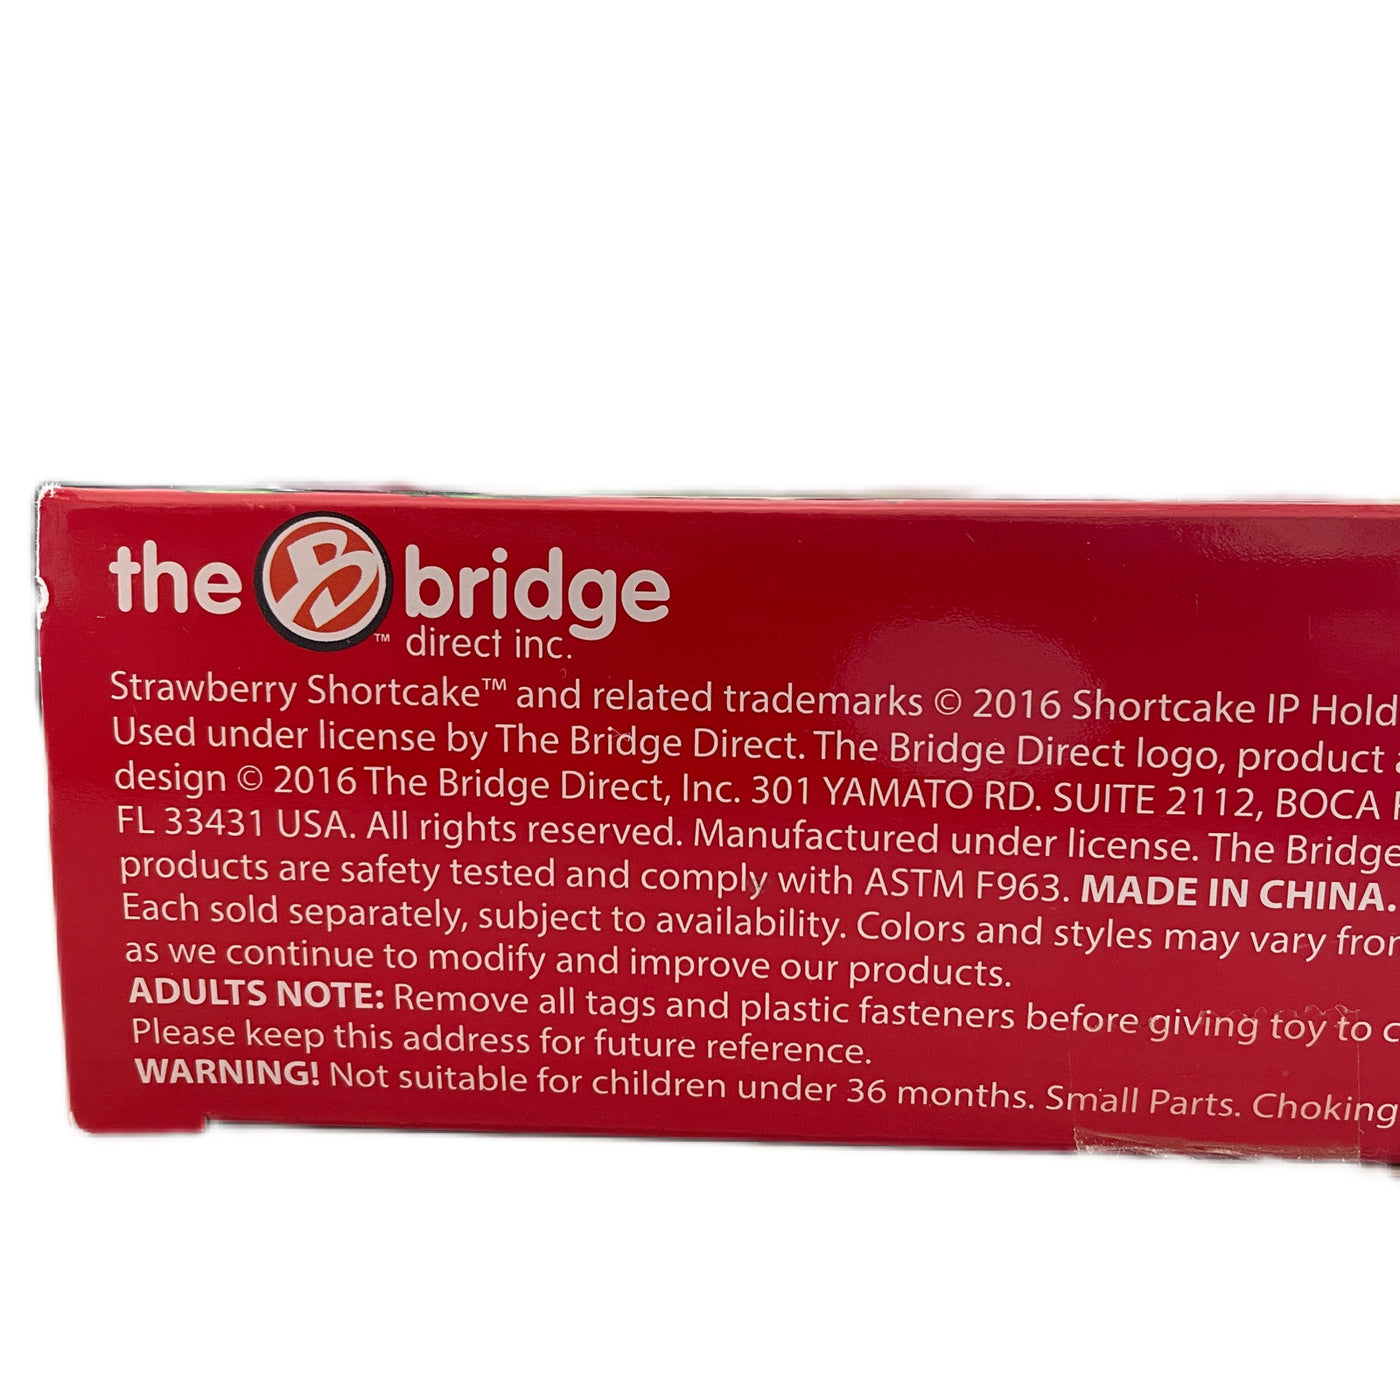 the B bridge
™ direct inc.
Strawberry Shortcake™ and related trademarks © 2016 Shortcake IP Hold
Used under license by The Bridge Direct. The Bridge Direct logo, product
design © 2016 The Bridge Direct, Inc. 301 YAMATO RD. SUITE 2112, BOCA
FL 33431 USA. All rights reserved. Manufactured under license. The Bridge
products are safety tested and comply with ASTM F963. MADE IN CHINA.
Each sold separately, subject to availability. Colors and styles may vary from
as we continue to modify and improve our products.
ADULTS NOTE: Remove all tags and plastic fasteners before giving toy to c
Please keep this address for future reference.
WARNING! Not suitable for children under 36 months. Small Parts. Choking